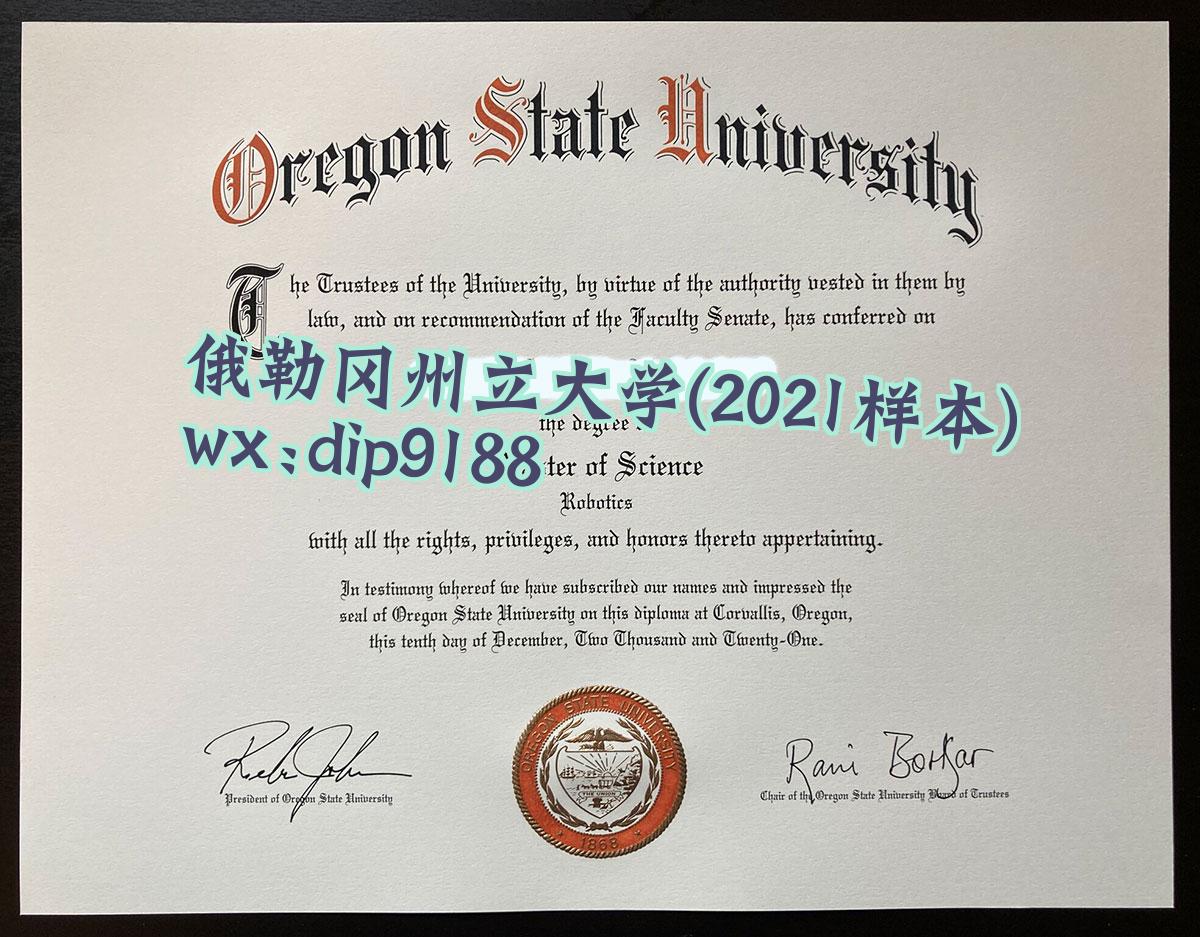 Oregon State University
The Trustees of the University, by virtue of the authority vested in them by
law, and on recommendation of the Faculty Senate, has conferred on
俄勒冈州立大学(2021样本)
the degree
wx:dip9188
ter of Science
Robotics
with all the rights, privileges, and honors thereto appertaining.
In testimony whereof we have subscribed our names and impressed the
seal of Oregon State University on this diploma at Corvallis, Oregon,
this tenth day of December, Two Thousand and Twenty-One.
OREGON STATE UNIVERSITY
THE UNION
1868
President of Oregon State University
Rani Borkar
Chair of the Oregon State University Board of Trustees